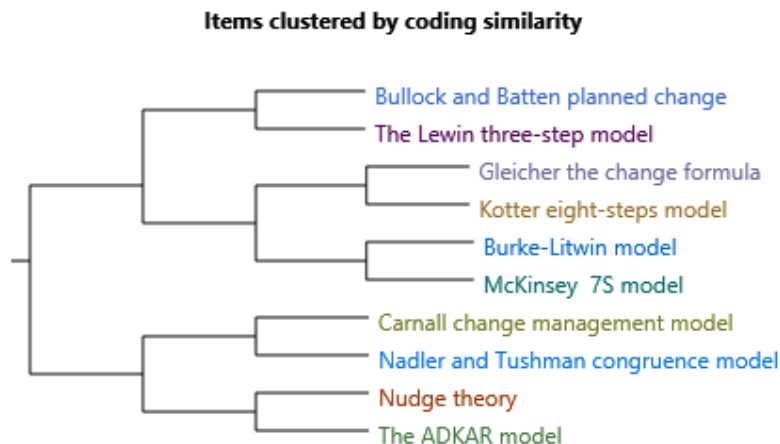 Items clustered by coding similarity
Bullock and Batten planned change
The Lewin three-step model
Gleicher the change formula
Kotter eight-steps model
Burke-Litwin model
McKinsey 7S model
Carnall change management model
Nadler and Tushman congruence model
Nudge theory
The ADKAR model